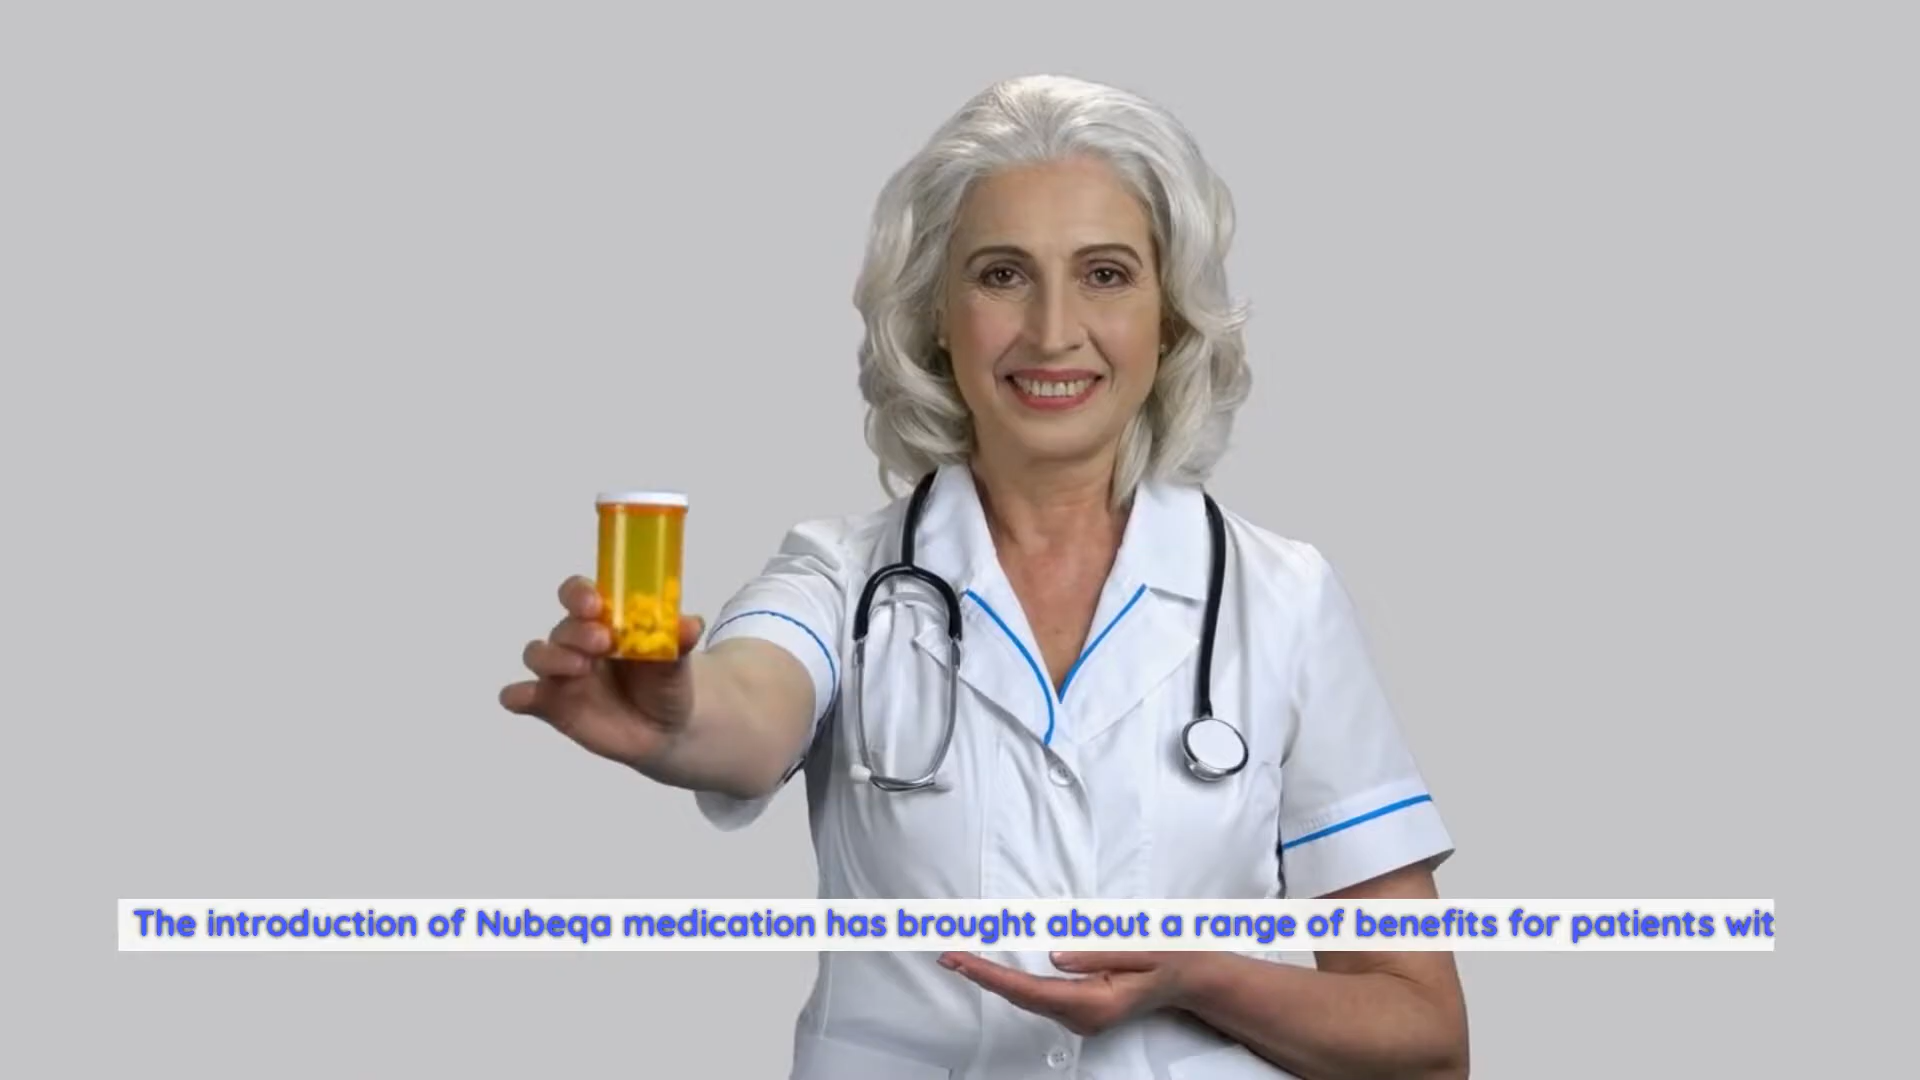 The introduction of Nubeqa medication has brought about a range of benefits for patients wit